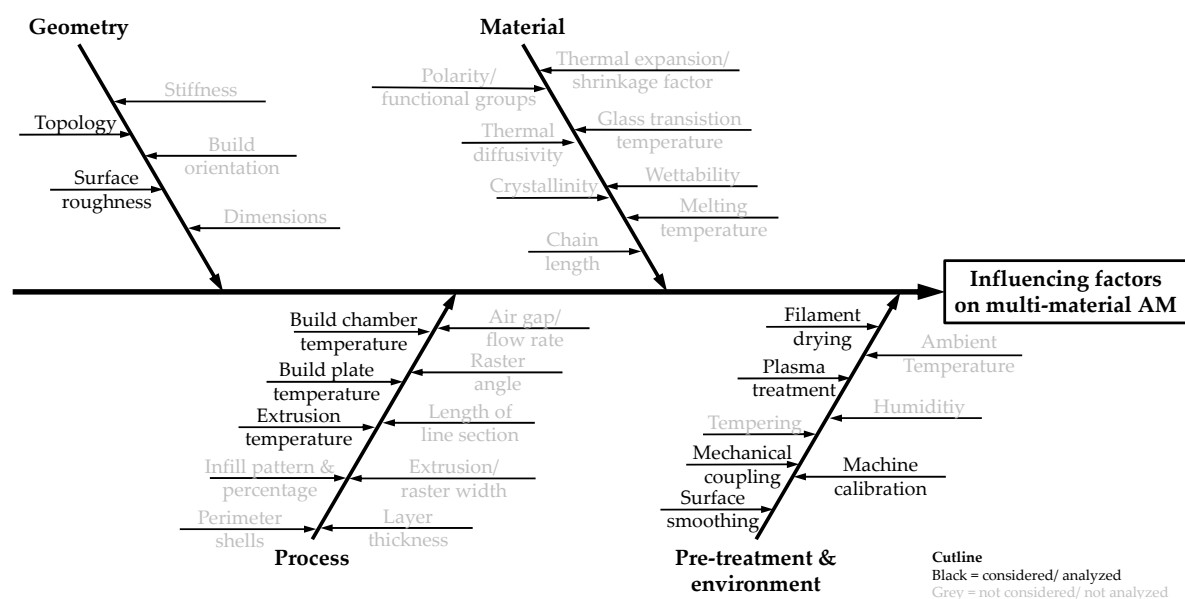 Geometry
Material
Stiffness
Topology
Build
orientation
Surface
roughness
Dimensions
Thermal expansion/
shrinkage factor
Polarity/
functional groups
Glass transistion
temperature
Thermal
diffusivity
Wettability
Crystallinity
Melting
temperature
Chain
length
Influencing factors
on multi-material AM
Build chamber
temperature
Air gap/
flow rate
Build plate
temperature
Raster
angle
Extrusion
temperature
Length of
line section
Infill pattern &
percentage
Extrusion/
raster width
Perimeter
shells
Layer
thickness
Process
Filament
drying
Ambient
Temperature
Plasma
treatment
Humiditiy
Tempering
Mechanical
coupling
Machine
calibration
Surface
smoothing
Pre-treatment &
environment
Cutline
Black = considered/ analyzed
Grey = not considered/ not analyzed